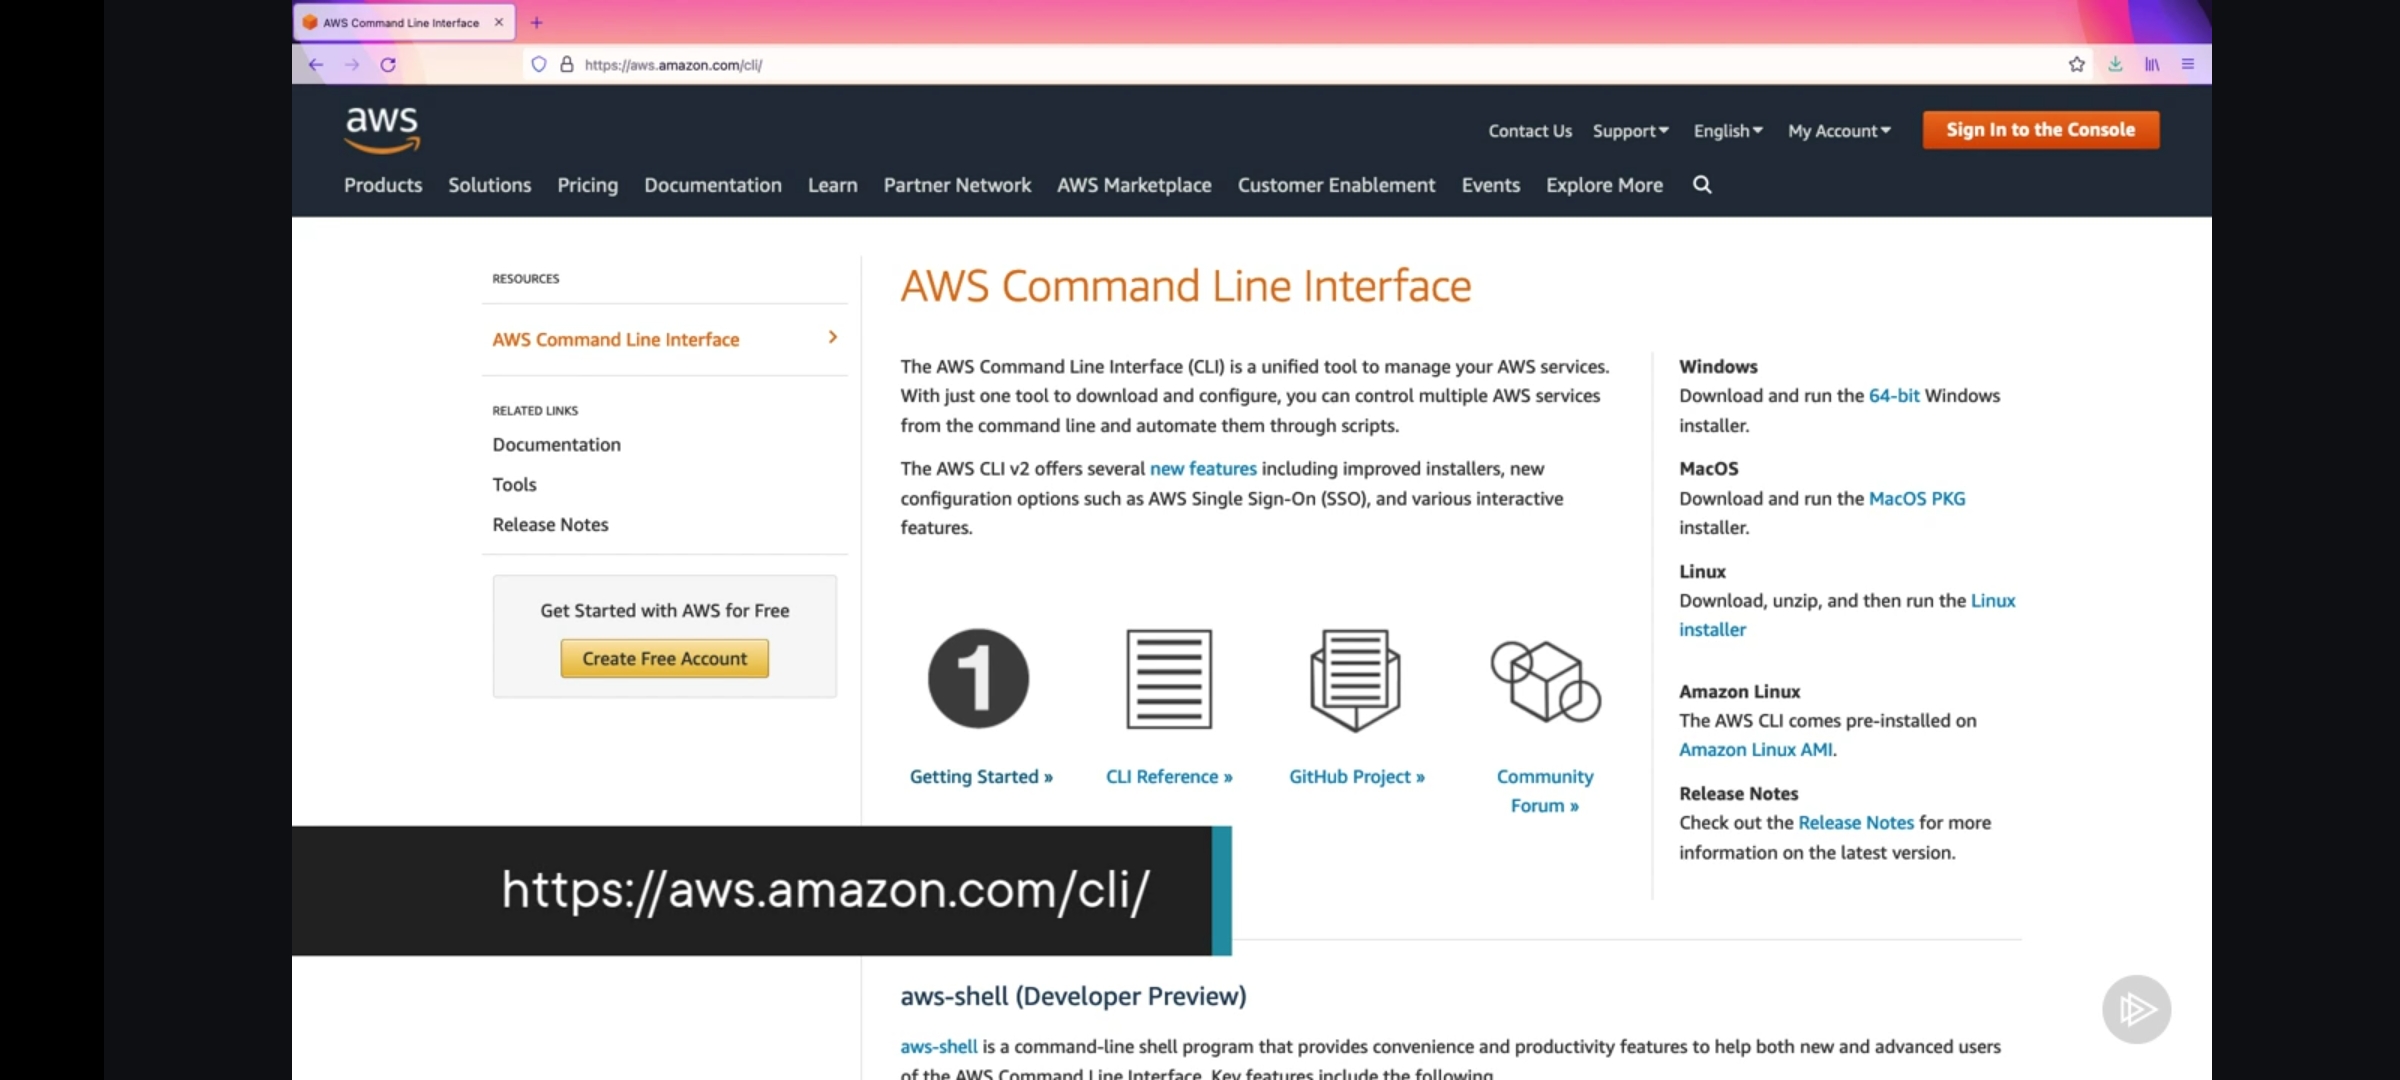 AWS Command Line Interface
https://aws.amazon.com/cli/
aws
Contact Us Support English My Account Sign In to the Console
Products Solutions Pricing Documentation Learn Partner Network AWS Marketplace Customer Enablement Events Explore More
RESOURCES
AWS Command Line Interface
RELATED LINKS
Documentation
Tools
Release Notes
Get Started with AWS for Free
Create Free Account
AWS Command Line Interface
The AWS Command Line Interface (CLI) is a unified tool to manage your AWS services.
With just one tool to download and configure, you can control multiple AWS services
from the command line and automate them through scripts.
The AWS CLI v2 offers several new features including improved installers, new
configuration options such as AWS Single Sign-On (SSO), and various interactive
features.
1
Getting Started »
CLI Reference »
GitHub Project »
Community
Forum »
Windows
Download and run the 64-bit Windows
installer.
MacOS
Download and run the MacOS PKG
installer.
Linux
Download, unzip, and then run the Linux
installer
Amazon Linux
The AWS CLI comes pre-installed on
Amazon Linux AMI.
Release Notes
Check out the Release Notes for more
information on the latest version.
https://aws.amazon.com/cli/
aws-shell (Developer Preview)
aws-shell is a command-line shell program that provides convenience and productivity features to help both new and advanced users
of the AWS Command Line Interface. Key features include the following.